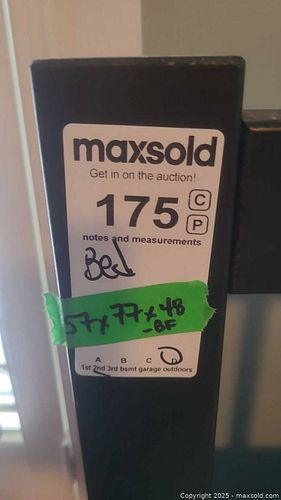 maxsold
Get in on the auction!
175 C
P
notes and measurements
Bed
57x77x48
-BF
A B C D
1st 2nd 3rd bsmt garage outdoors
Copyright 2025 - maxsold.com